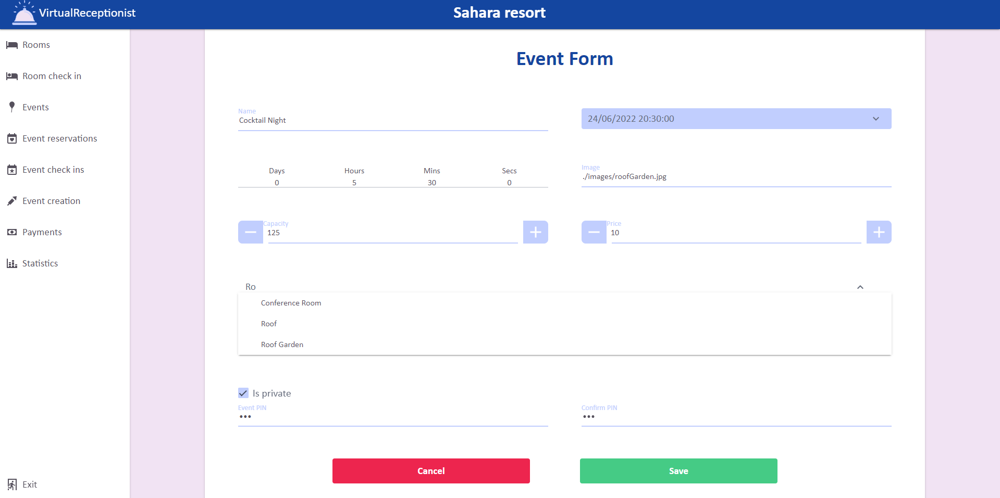 VirtualReceptionist
Sahara resort
Rooms
Room check in
Events
Event reservations
Event check ins
Event creation
Payments
Statistics
Exit
Event Form
Name
Cocktail Night
24/06/2022 20:30:00
Days Hours Mins Secs
0 5 30 0
Image
./images/roofGarden.jpg
Capacity
125
Price
10
Ro
Conference Room
Roof
Roof Garden
Is private
Event PIN
•••
Confirm PIN
•••
Cancel
Save